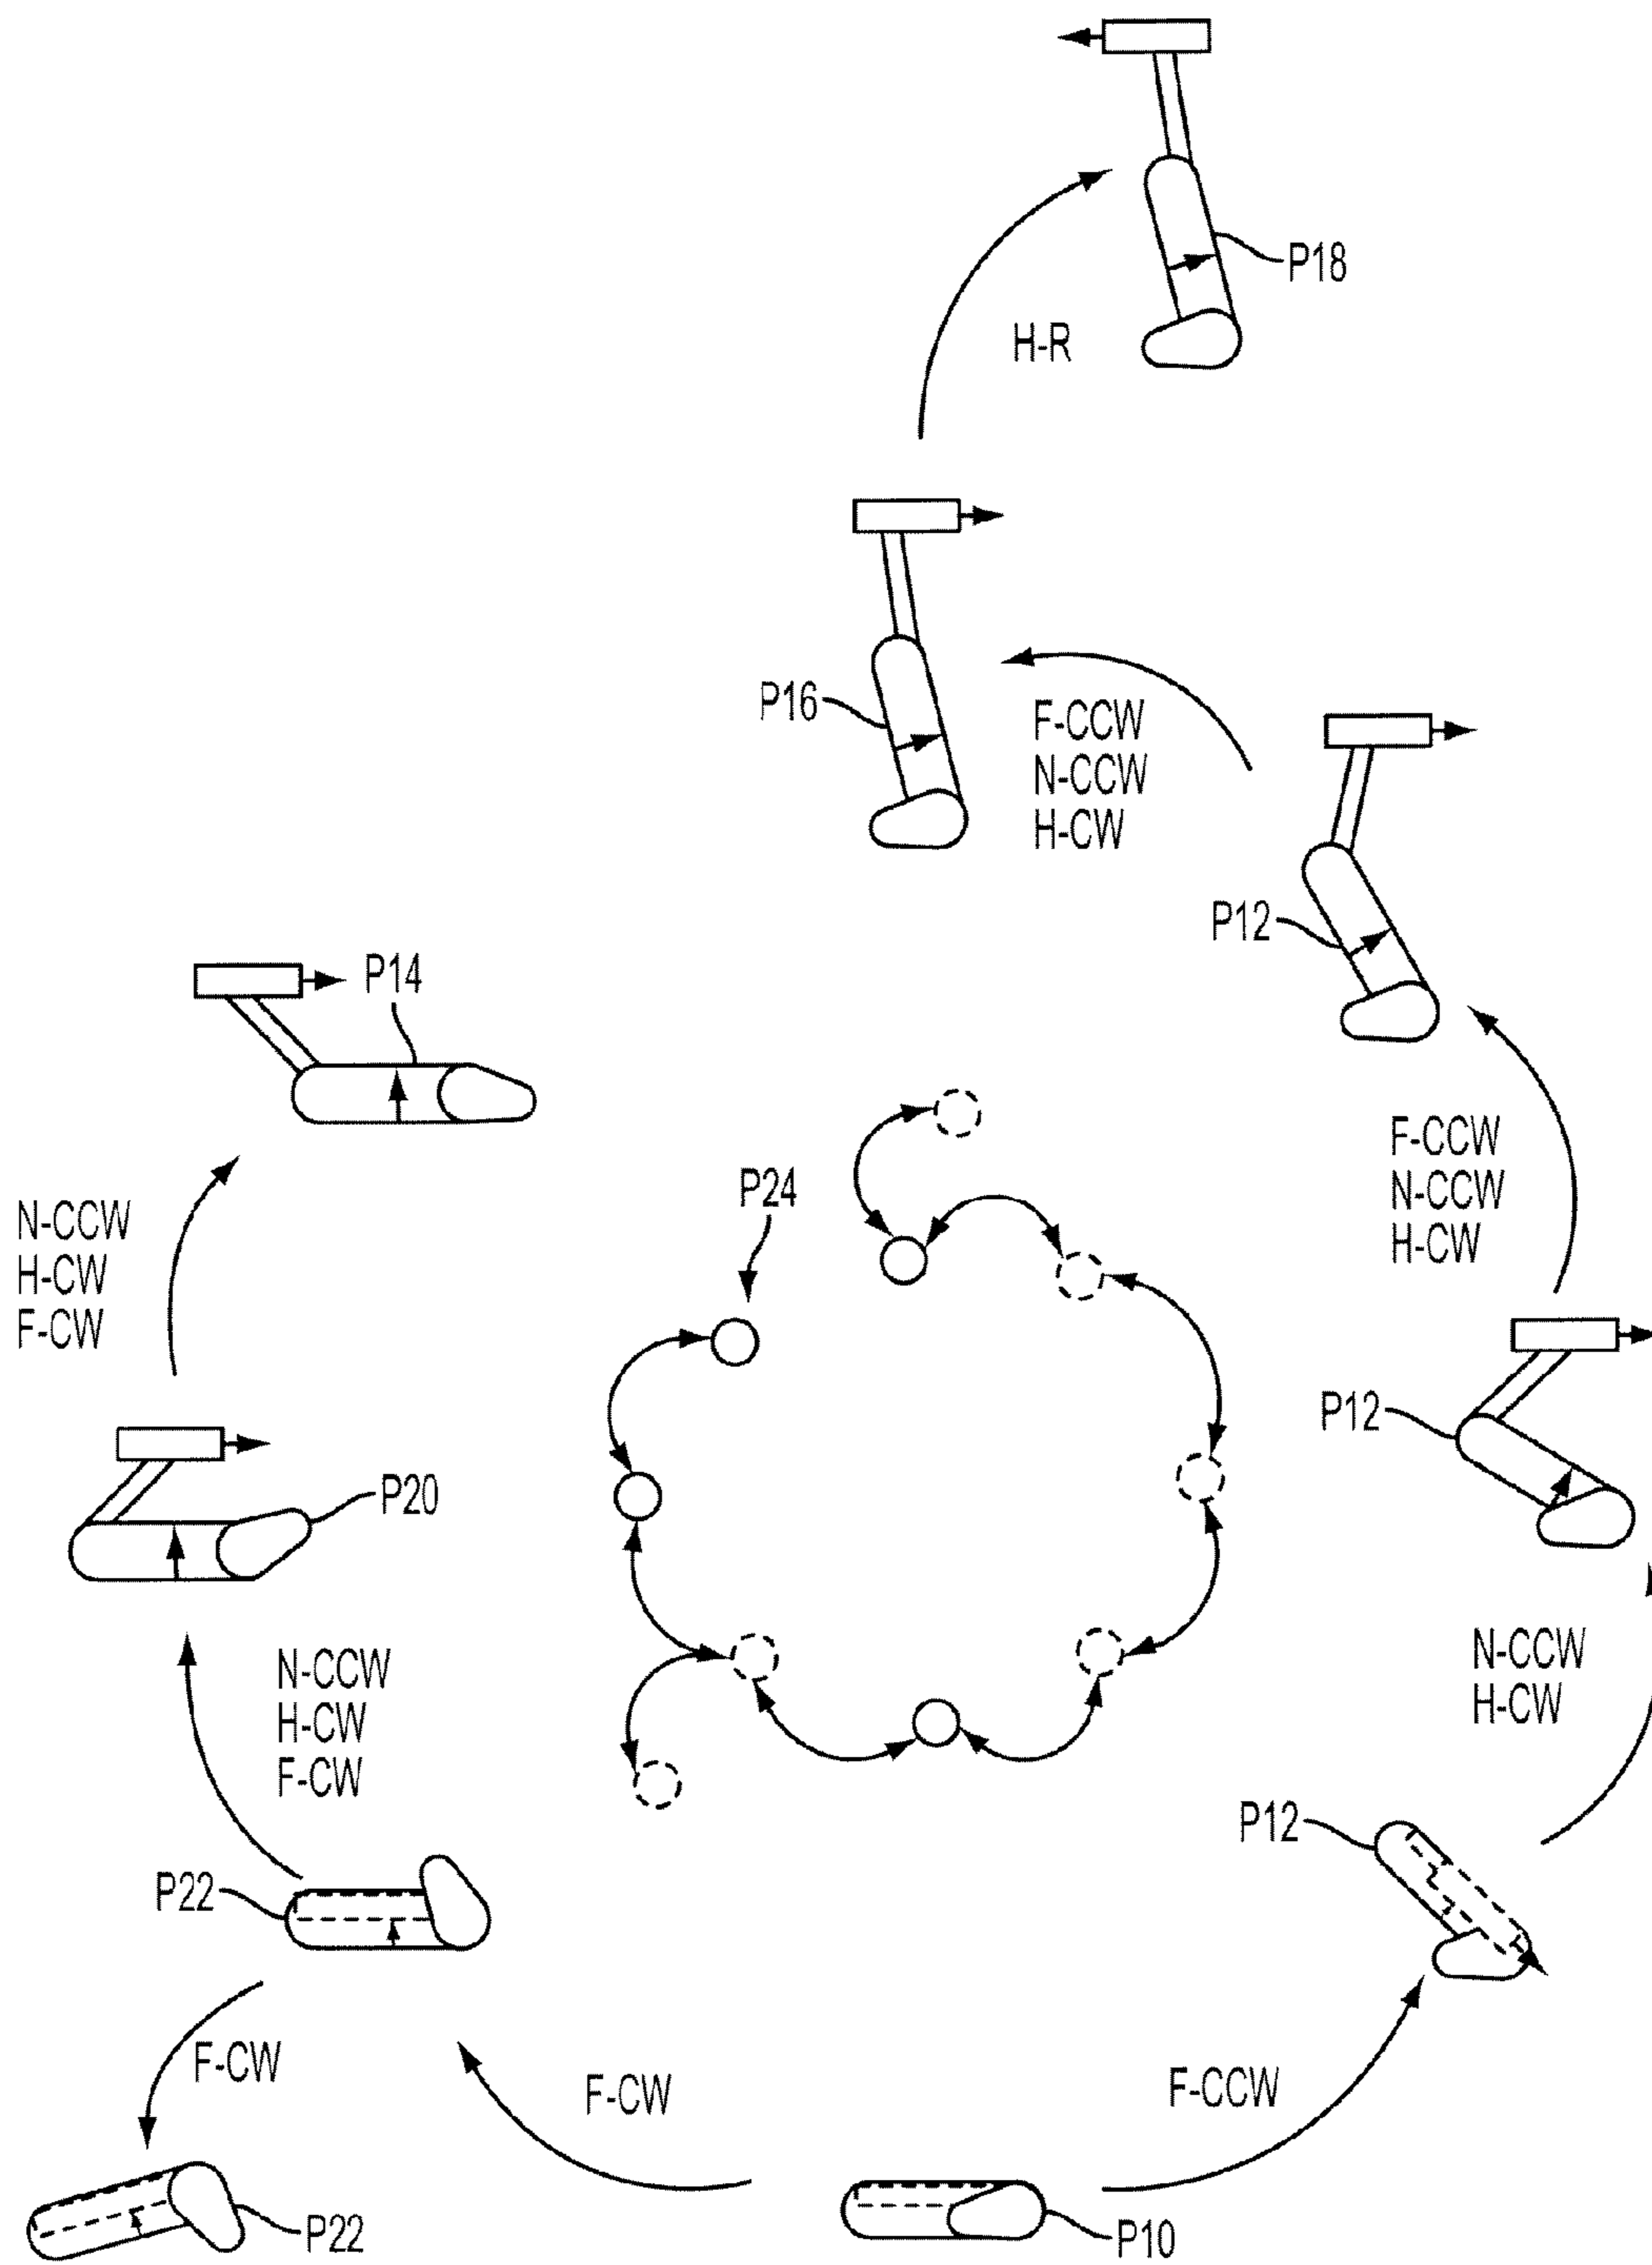 P18
H-R
P16
F-CCW
N-CCW
H-CW
P12
P14
F-CCW
N-CCW
H-CW
P24
N-CCW
H-CW
F-CW
P12
P20
N-CCW
H-CW
N-CCW
H-CW
F-CW
P12
P22
F-CW
F-CW
F-CCW
P22
P10